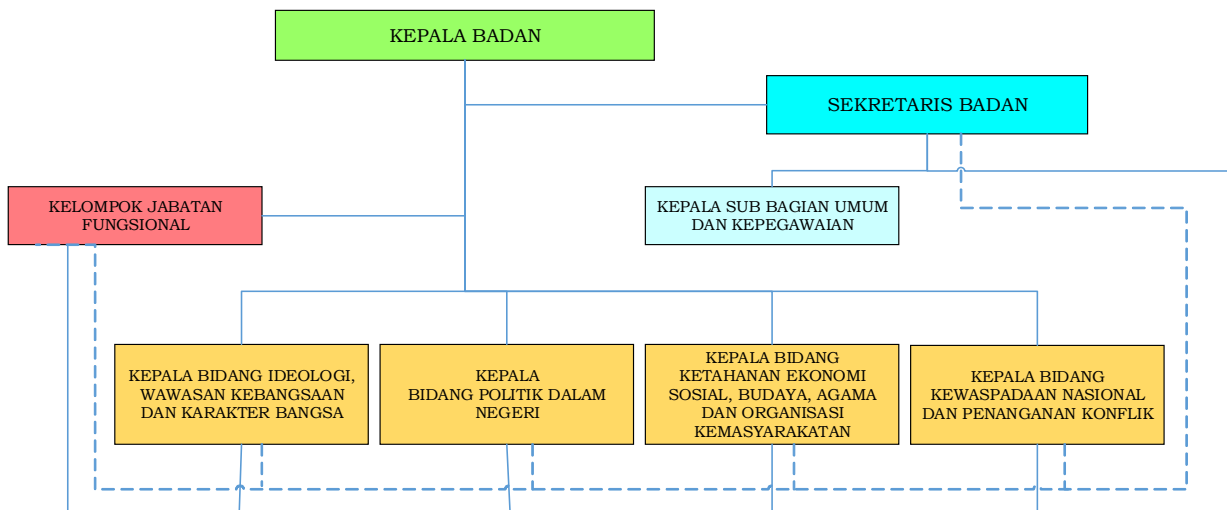 KEPALA BADAN
SEKRETARIS BADAN
KELOMPOK JABATAN
FUNGSIONAL
KEPALA SUB BAGIAN UMUM
DAN KEPEGAWAIAN
KEPALA BIDANG IDEOLOGI,
WAWASAN KEBANGSAAN
DAN KARAKTER BANGSA
KEPALA
BIDANG POLITIK DALAM
NEGERI
KEPALA BIDANG
KETAHANAN EKONOMI
SOSIAL, BUDAYA, AGAMA
DAN ORGANISASI
KEMASYARAKATAN
KEPALA BIDANG
KEWASPADAAN NASIONAL
DAN PENANGANAN KONFLIK